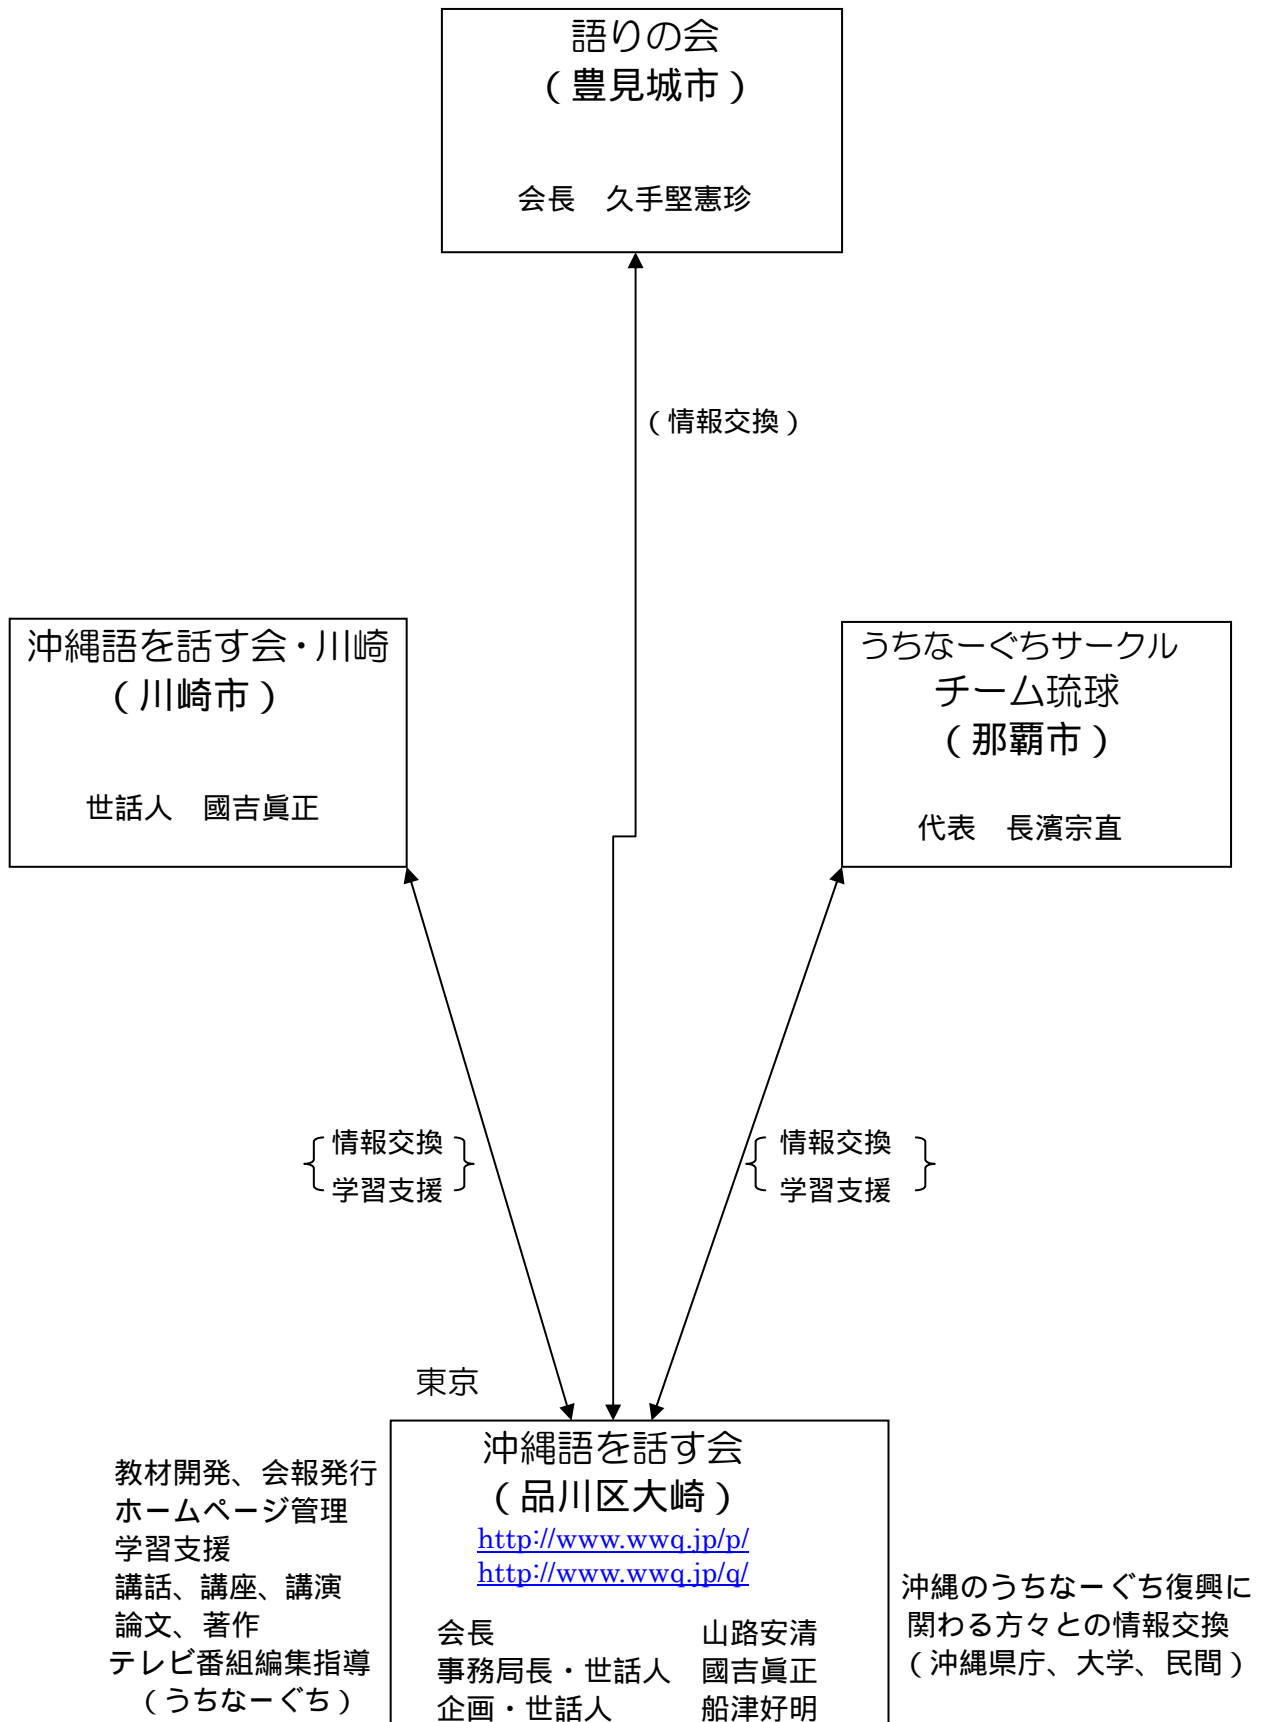 語りの会
（豊見城市）
会長　久手堅憲珍
（情報交換）
沖縄語を話す会・川崎
（川崎市）
世話人　國吉眞正
うちなーぐちサークル
チーム琉球
（那覇市）
代表　長濱宗直
情報交換
学習支援
情報交換
学習支援
東京
沖縄語を話す会
（品川区大崎）
http://www.wwq.jp/p/
http://www.wwq.jp/q/
会長　山路安清
事務局長・世話人　國吉眞正
企画・世話人　船津好明
教材開発、会報発行
ホームページ管理
学習支援
講話、講座、講演
論文、著作
テレビ番組編集指導
（うちなーぐち）
沖縄のうちなーぐち復興に
関わる方々との情報交換
（沖縄県庁、大学、民間）